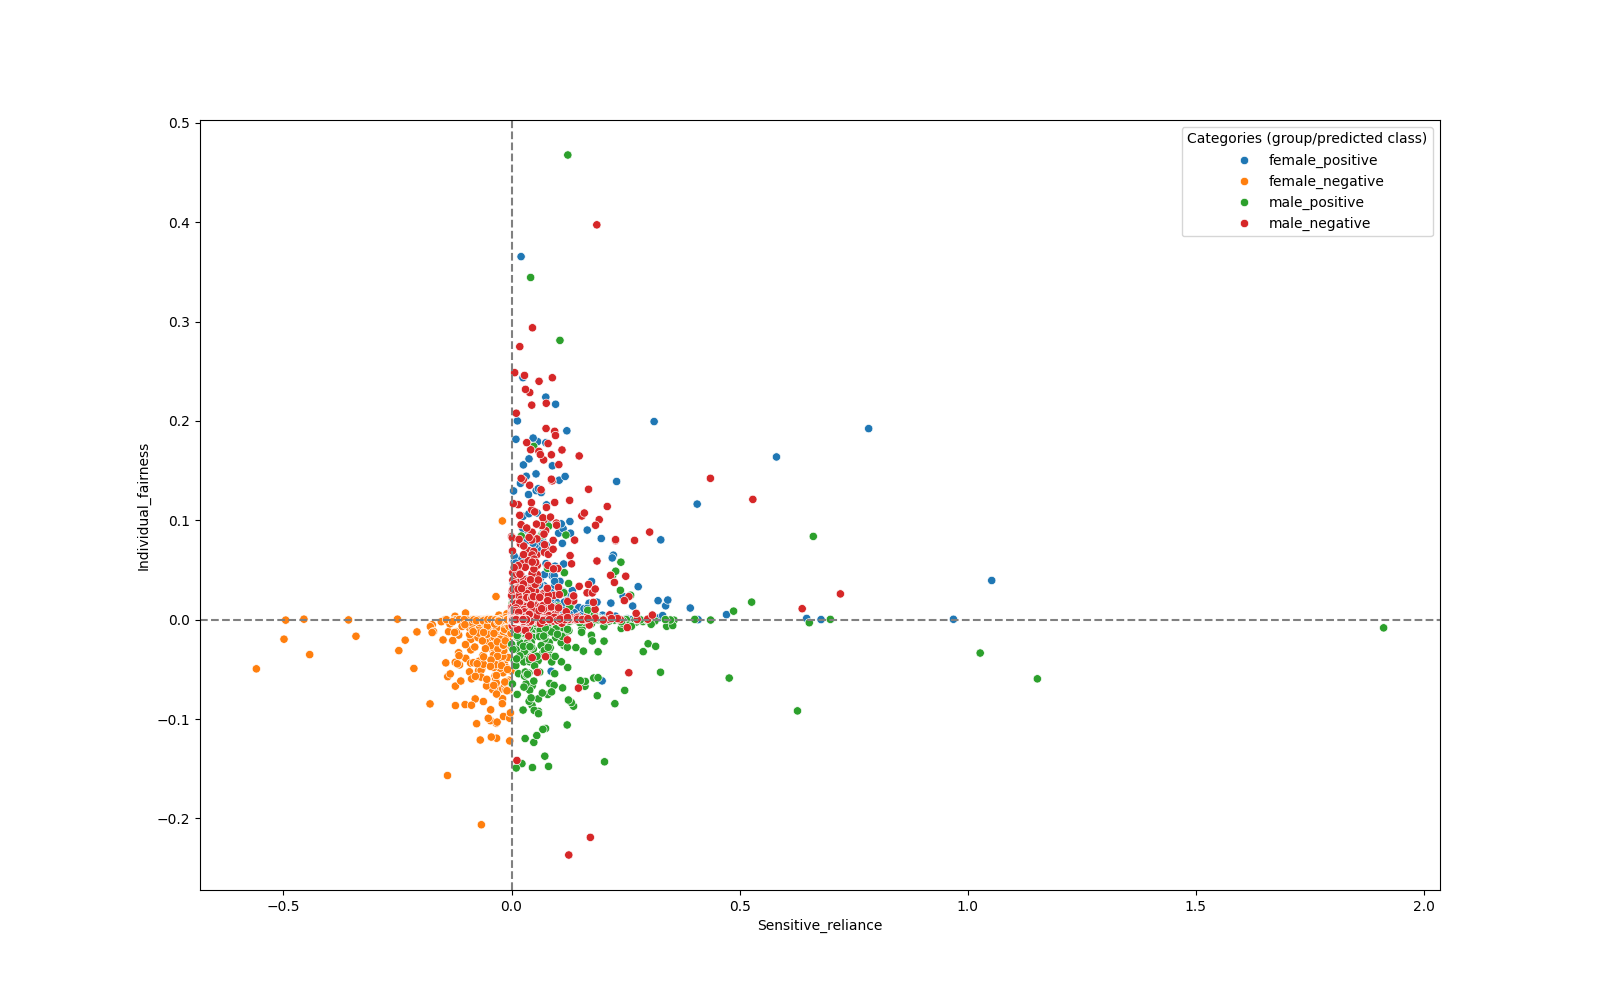 Categories (group/predicted class)
female_positive
female_negative
male_positive
male_negative
0.5
0.4
0.3
0.2
0.1
0.0
−0.1
−0.2
Individual_fairness
−0.5
0.0
0.5
1.0
1.5
2.0
Sensitive_reliance